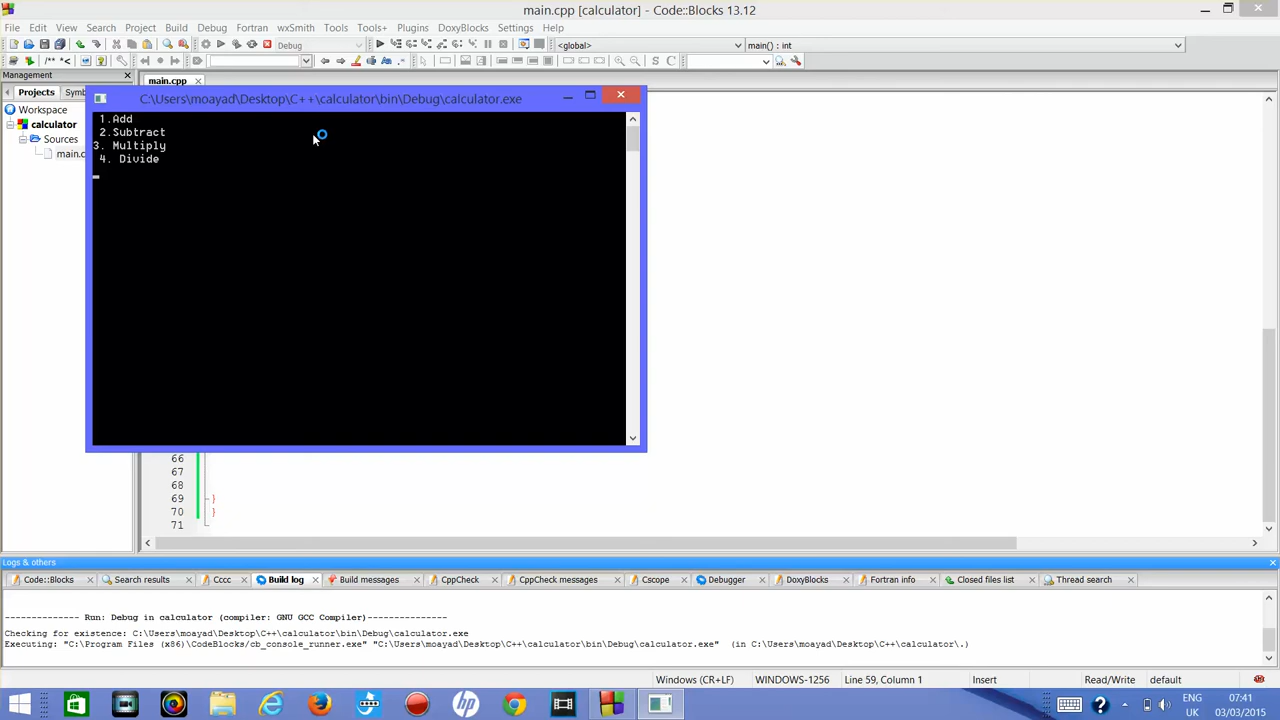 main.cpp [calculator] - Code::Blocks 13.12
File Edit View Search Project Build Debug Fortran wxSmith Tools Tools+ Plugins DoxyBlocks Settings Help
Debug <global> main() : int
/** *<
Management
main.cpp
Projects Symb
Workspace
calculator
Sources
main.c
C:\Users\moayad\Desktop\C++\calculator\bin\Debug\calculator.exe
1.Add
2.Subtract
3. Multiply
4. Divide
66
67
68
69 }
70 }
71
Logs & others
Code::Blocks Search results Cccc Build log Build messages CppCheck CppCheck messages Cscope Debugger DoxyBlocks Fortran info Closed files list Thread search
-------------- Run: Debug in calculator (compiler: GNU GCC Compiler)---------------
Checking for existence: C:\Users\moayad\Desktop\C++\calculator\bin\Debug\calculator.exe
Executing: "C:\Program Files (x86)\CodeBlocks/cb_console_runner.exe" "C:\Users\moayad\Desktop\C++\calculator\bin\Debug\calculator.exe" (in C:\Users\moayad\Desktop\C++\calculator\.)
Windows (CR+LF) WINDOWS-1256 Line 59, Column 1 Insert Read/Write default
ENG 07:41
UK 03/03/2015